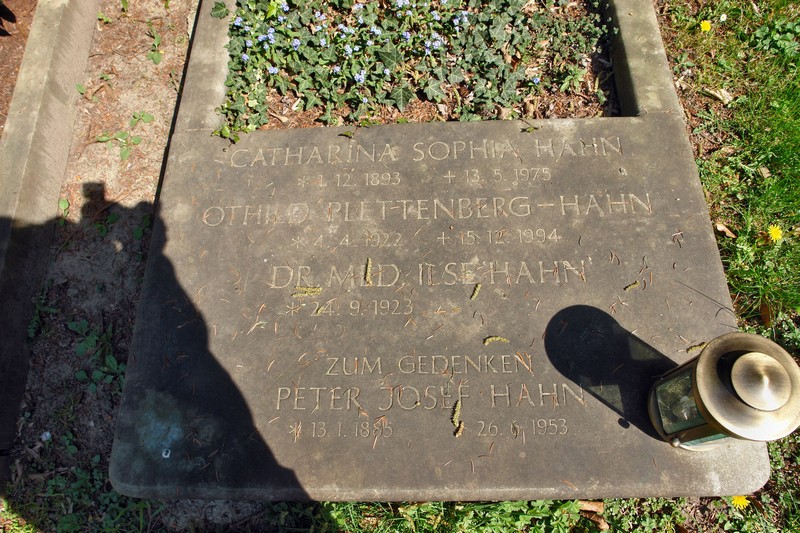 CATHARINA SOPHIA HAHN
* 1. 12. 1893 + 13. 5. 1975
OTHILD PLETTENBERG-HAHN
* 4. 4. 1922 + 15. 12. 1994
DR. MED. ILSE HAHN
* 24. 9. 1923
ZUM GEDENKEN
PETER JOSEF HAHN
* 13. 1. 1885 26. 6. 1953